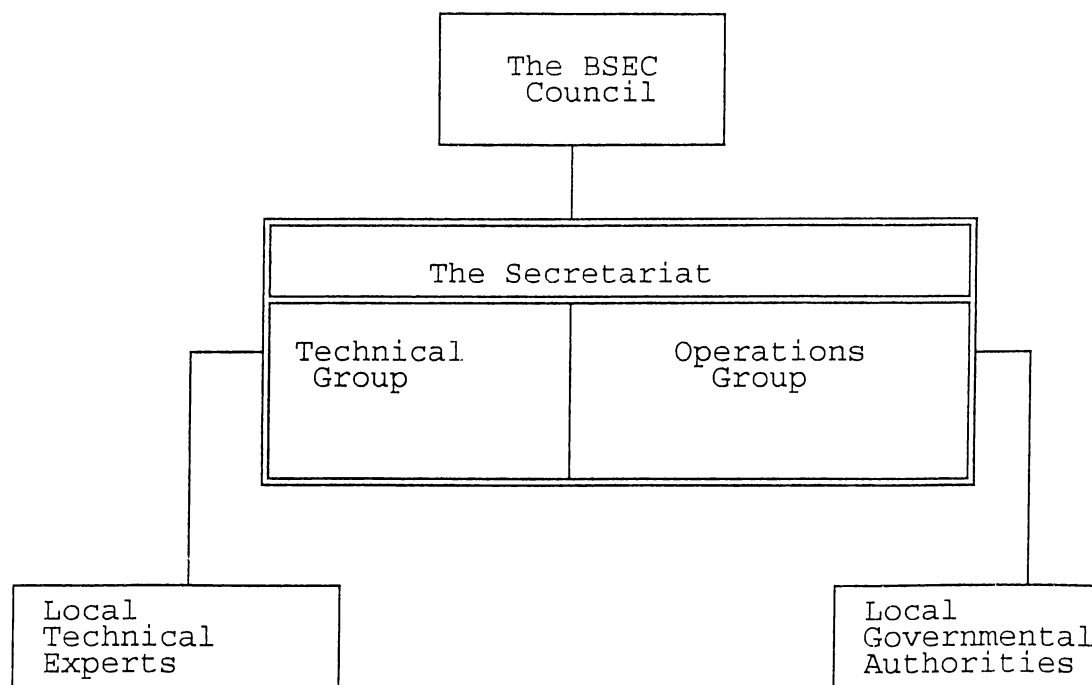 The BSEC
Council
The Secretariat
Technical
Group
Operations
Group
Local
Technical
Experts
Local
Governmental
Authorities